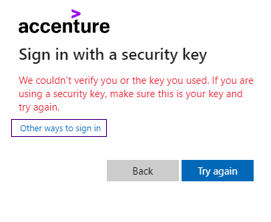 accenture
Sign in with a security key
We couldn't verify you or the key you used. If you are
using a security key, make sure this is your key and
try again.
Other ways to sign in
Back
Try again